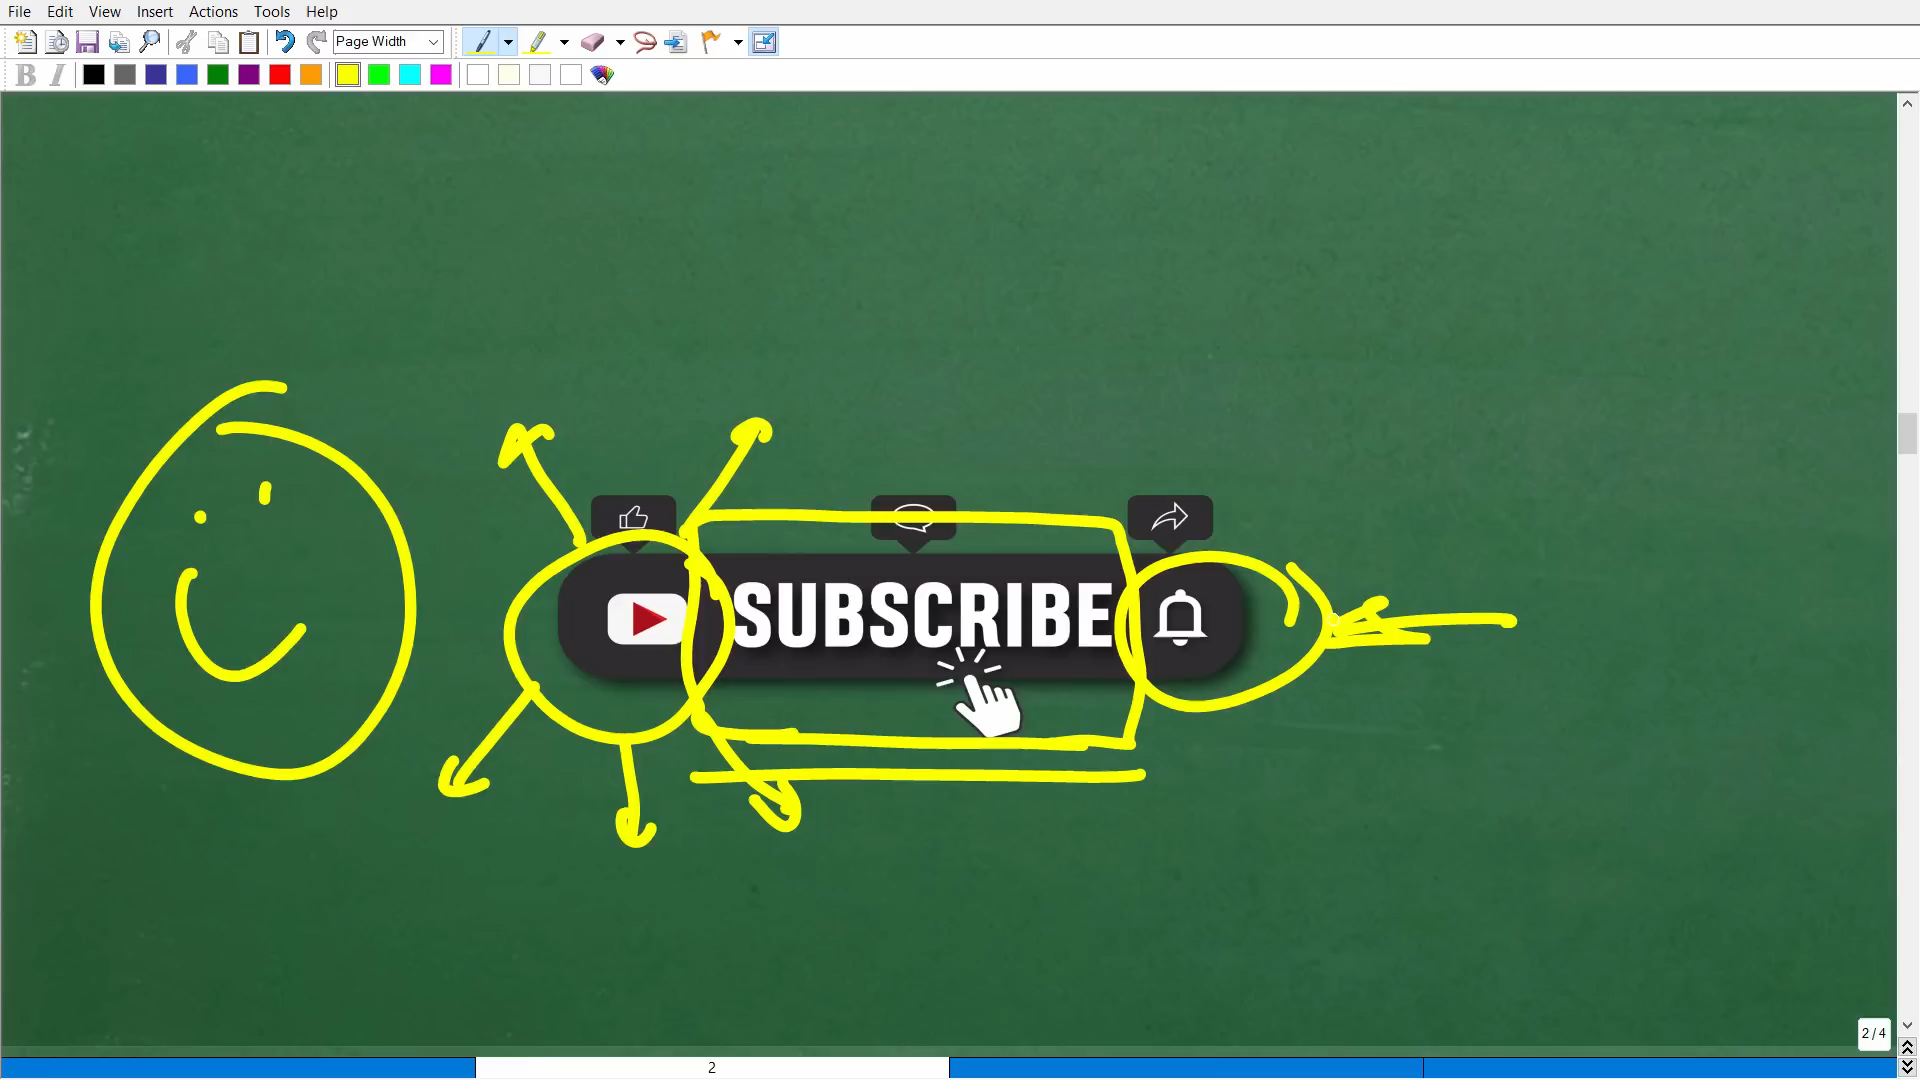 File Edit View Insert Actions Tools Help
Page Width
B I
SUBSCRIBE
2 / 4
2